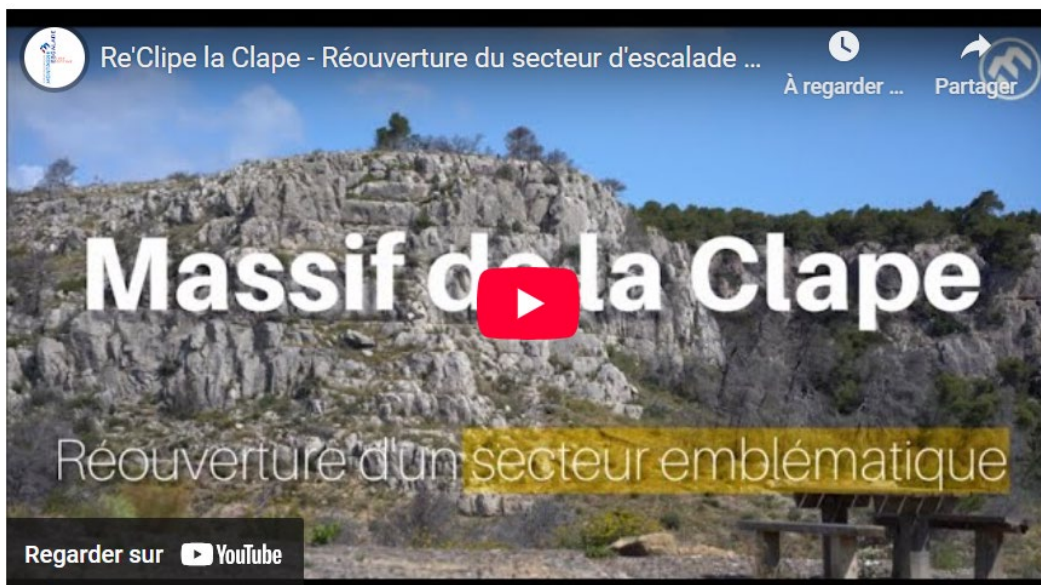 Re'Clipe la Clape - Réouverture du secteur d'escalade ...
À regarder ...
Partager
Massif de la Clape
Réouverture d'un secteur emblématique
Regarder sur YouTube